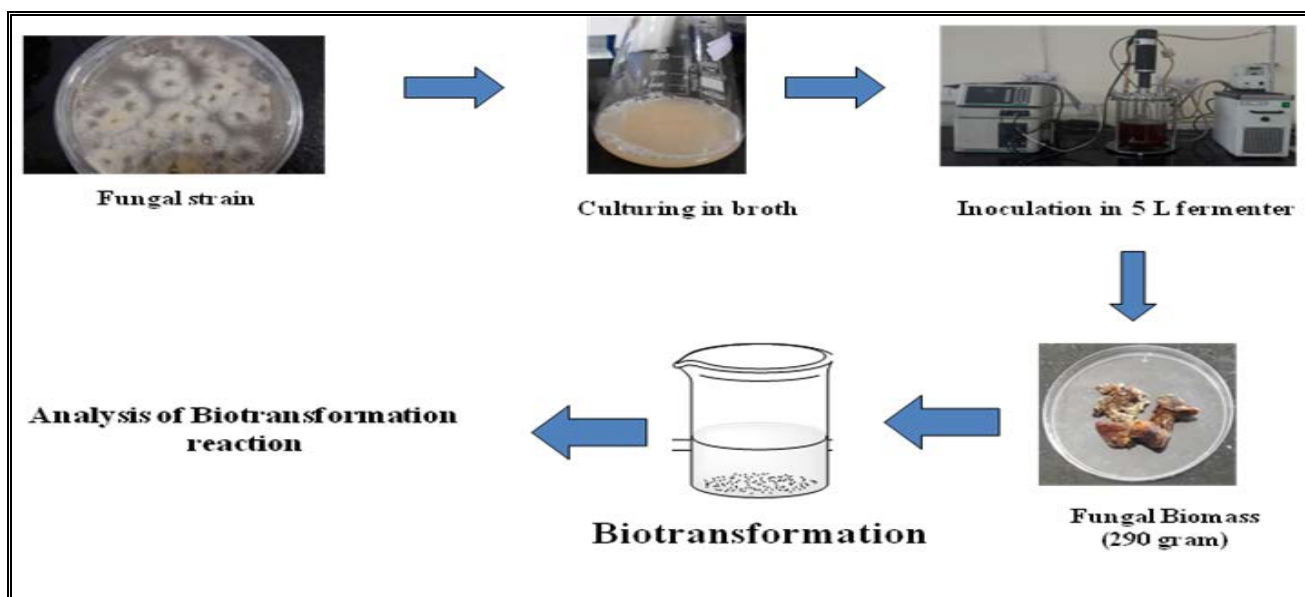 Fungal strain
Culturing in broth
Inoculation in 5 L fermenter
Analysis of Biotransformation
reaction
Biotransformation
Fungal Biomass
(290 gram)